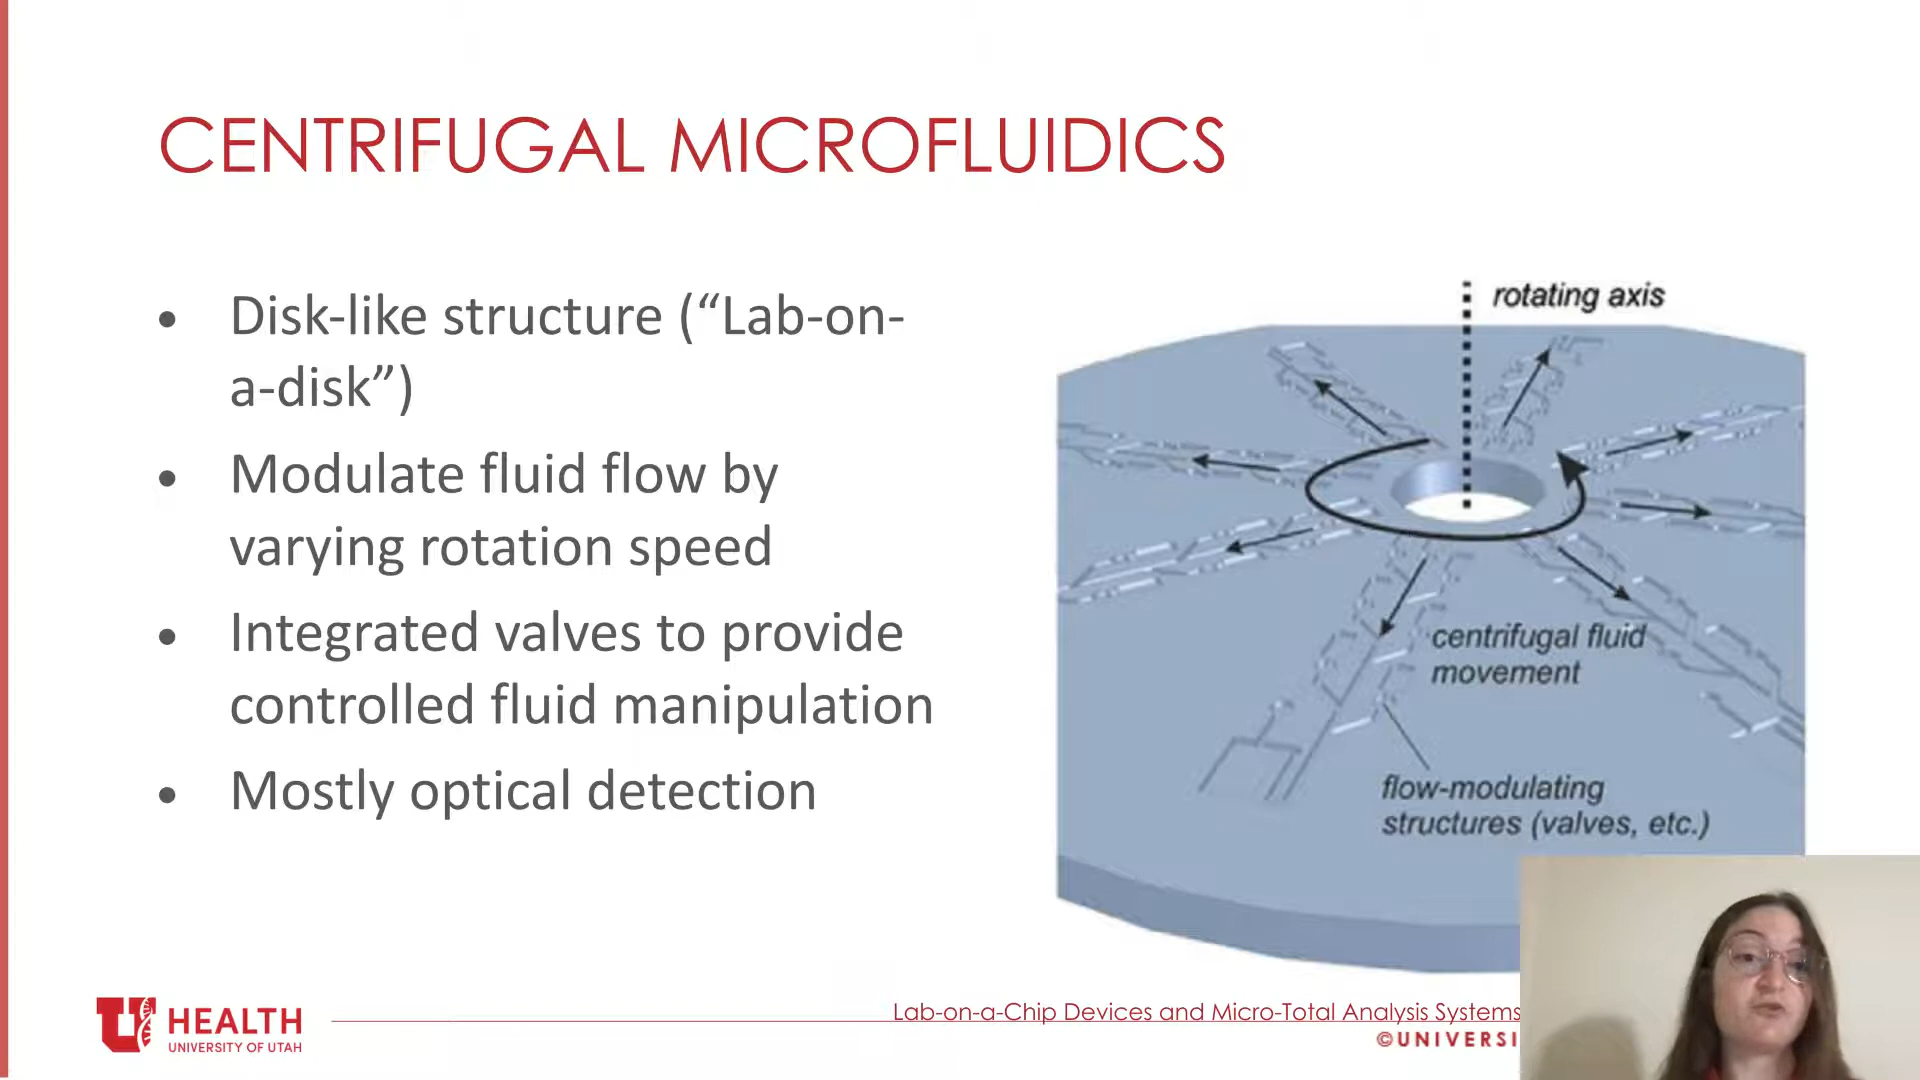 CENTRIFUGAL MICROFLUIDICS
• Disk-like structure (“Lab-on-
a-disk”)
• Modulate fluid flow by
varying rotation speed
• Integrated valves to provide
controlled fluid manipulation
• Mostly optical detection
rotating axis
centrifugal fluid
movement
flow-modulating
structures (valves, etc.)
U HEALTH
UNIVERSITY OF UTAH
Lab-on-a-Chip Devices and Micro-Total Analysis Systems
©UNIVERSI